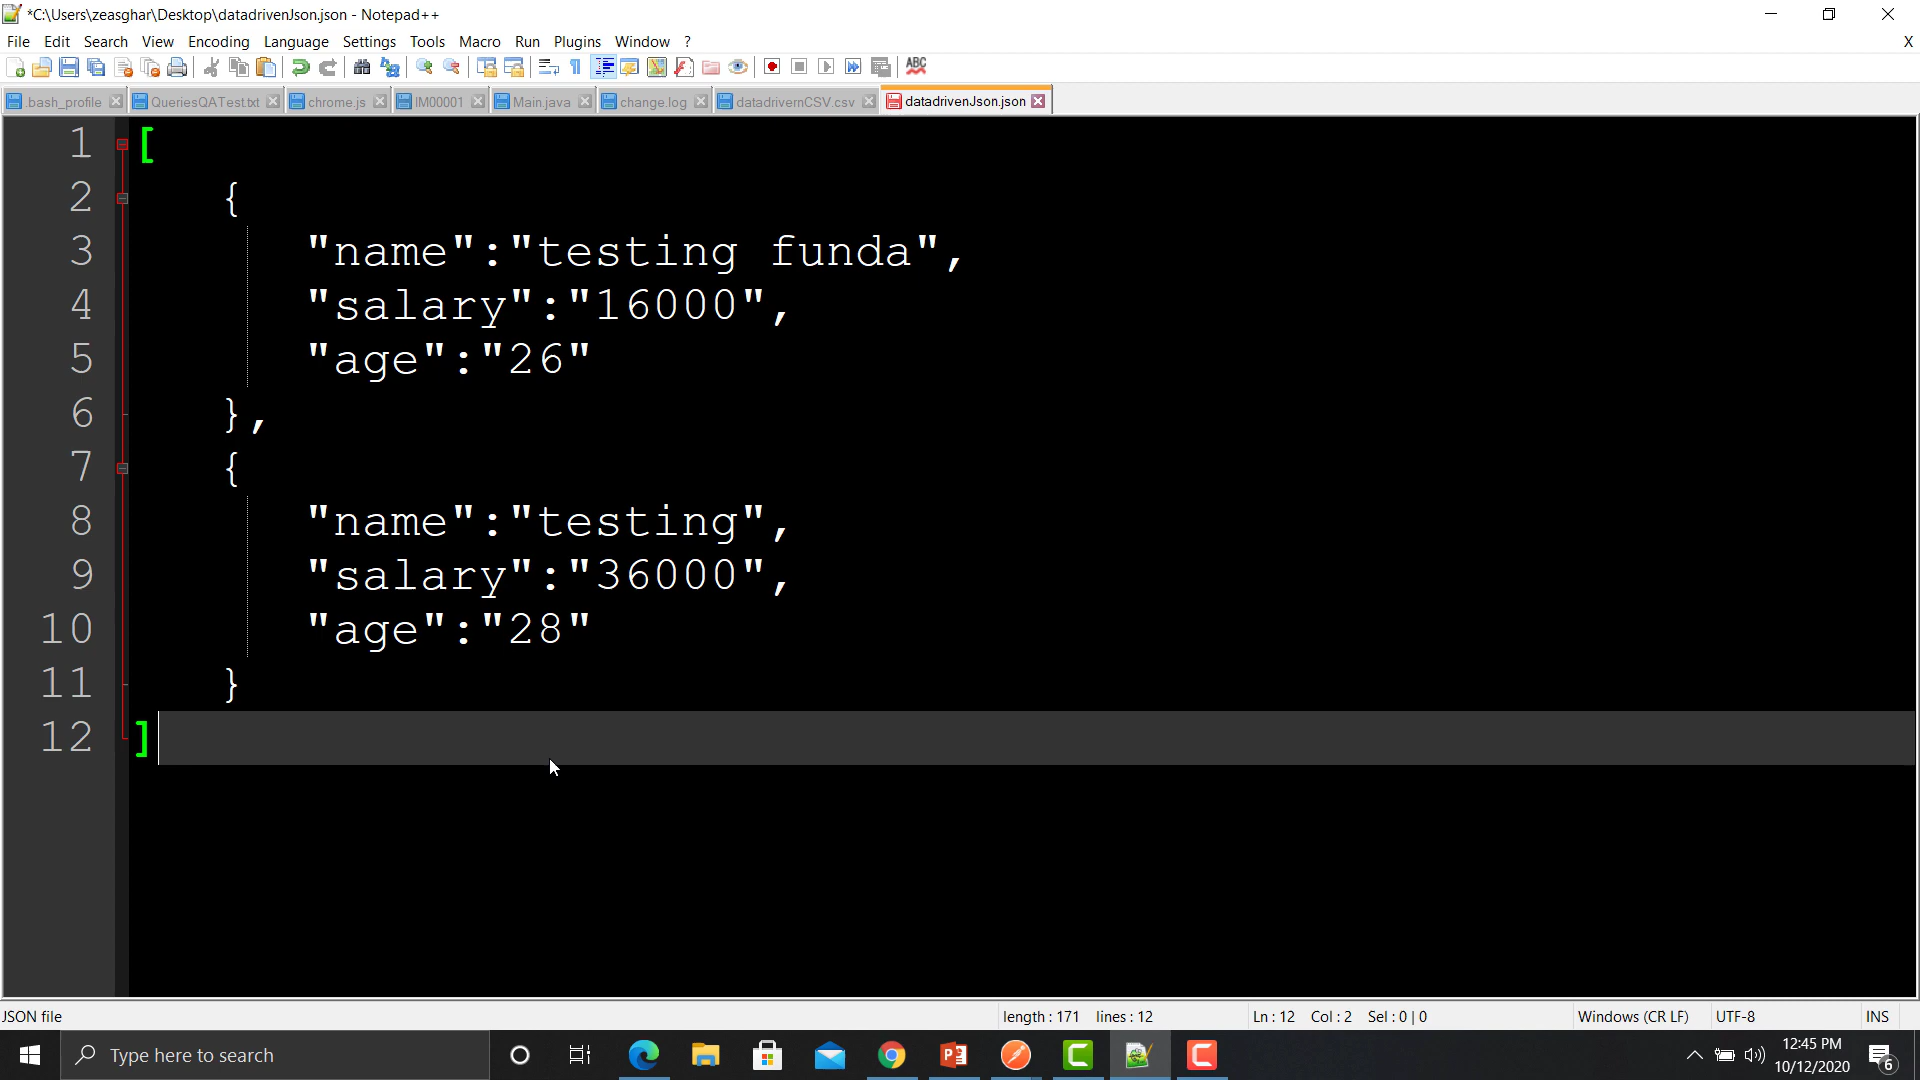 *C:\Users\zeasghar\Desktop\datadrivenJson.json - Notepad++
File Edit Search View Encoding Language Settings Tools Macro Run Plugins Window ? X
ABC
.bash_profile QueriesQATest.txt chrome.js IM00001 Main.java change.log datadrivernCSV.csv datadrivenJson.json
1 [
2 {
3 "name":"testing funda",
4 "salary":"16000",
5 "age":"26"
6 },
7 {
8 "name":"testing",
9 "salary":"36000",
10 "age":"28"
11 }
12 ]
JSON file length : 171 lines : 12 Ln : 12 Col : 2 Sel : 0 | 0 Windows (CR LF) UTF-8 INS
Type here to search
12:45 PM
10/12/2020
6